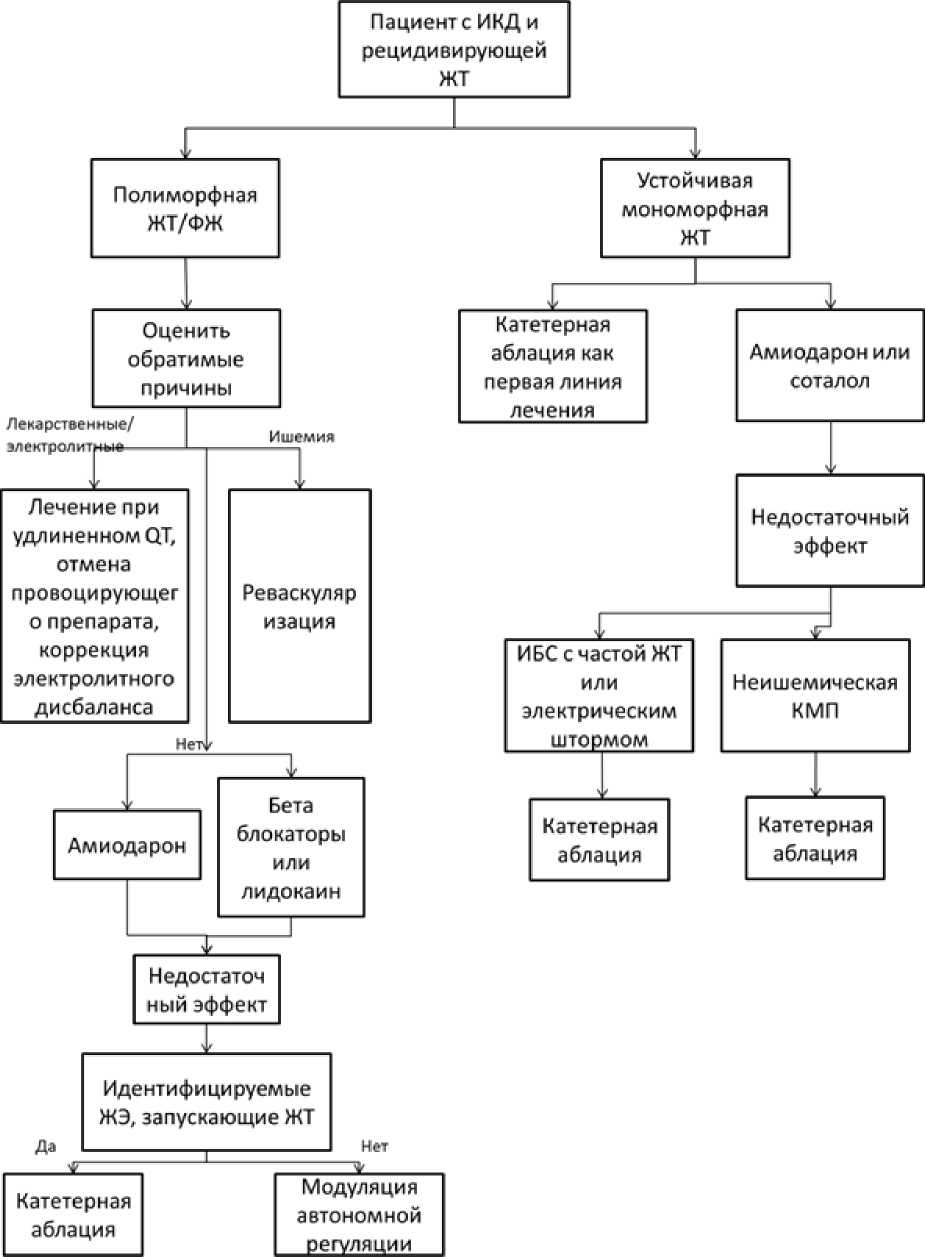 Пациент с ИКД и
рецидивирующей
ЖТ
Полиморфная
ЖТ/ФЖ
Устойчивая
мономорфная
ЖТ
Оценить
обратимые
причины
Катетерная
аблация как
первая линия
лечения
Амиодарон или
соталол
Лекарственные/
электролитные
Ишемия
Лечение при
удлиненном QT,
отмена
провоцирующег
о препарата,
коррекция
электролитного
дисбаланса
Реваскуляр
изация
Недостаточный
эффект
ИБС с частой ЖТ
или
электрическим
штормом
Неишемическая
КМП
Нет
Амиодарон
Бета
блокаторы
или
лидокаин
Катетерная
аблация
Катетерная
аблация
Недостаточ
ный эффект
Идентифицируемые
ЖЭ, запускающие ЖТ
Да
Нет
Катетерная
аблация
Модуляция
автономной
регуляции